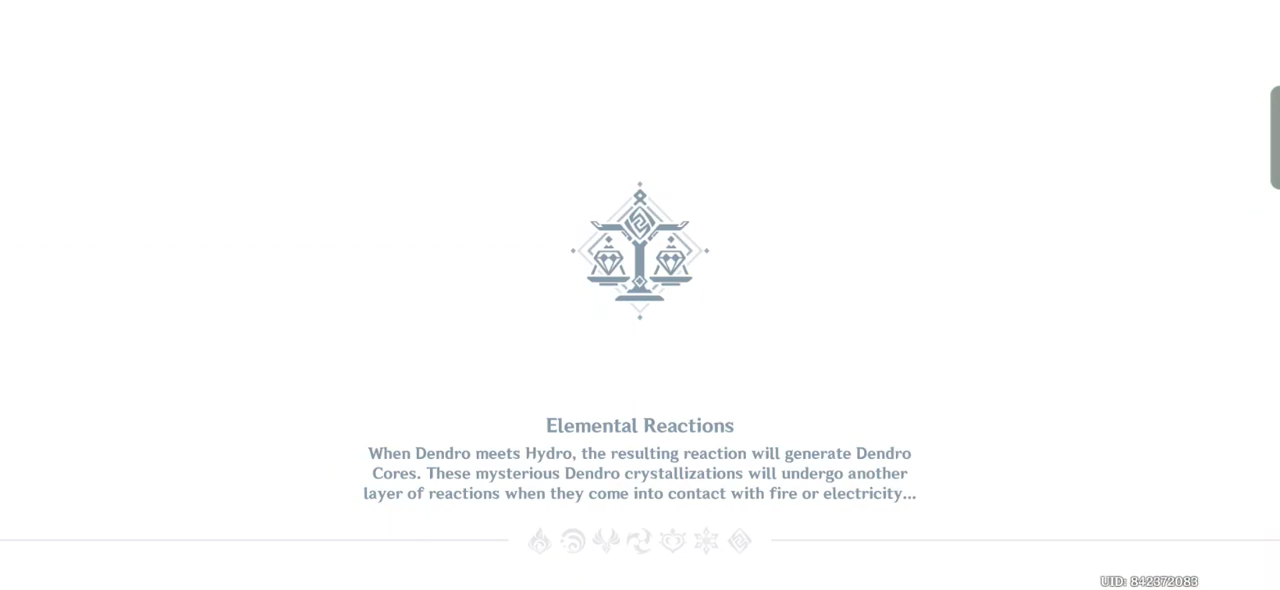 Elemental Reactions
When Dendro meets Hydro, the resulting reaction will generate Dendro
Cores. These mysterious Dendro crystallizations will undergo another
layer of reactions when they come into contact with fire or electricity...
UID: 842372083